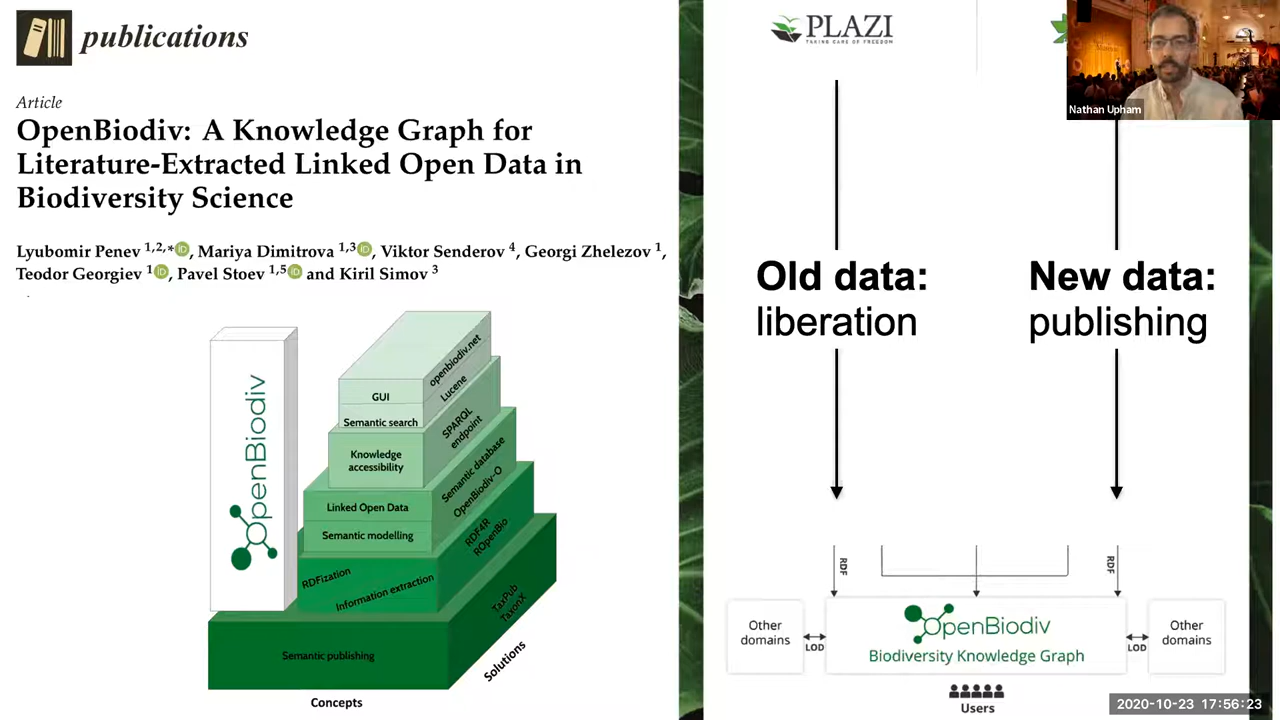 publications
Article
OpenBiodiv: A Knowledge Graph for
Literature-Extracted Linked Open Data in
Biodiversity Science
Lyubomir Penev 1,2,* iD, Mariya Dimitrova 1,3 iD, Viktor Senderov 4, Georgi Zhelezov 1,
Teodor Georgiev 1 iD, Pavel Stoev 1,5 iD and Kiril Simov 3
OpenBiodiv
GUI
openbiodiv.net
Semantic search
Lucene
Knowledge
accessibility
SPARQL
endpoint
Linked Open Data
Semantic database
Semantic modelling
OpenBiodiv-O
RDFization
RDF4R
Information extraction
ROpenBio
Semantic publishing
TaxPub
TaxonX
Concepts
Solutions
PLAZI
TAKING CARE OF FREEDOM
Nathan Upham
Old data:
liberation
New data:
publishing
RDF
RDF
Other
domains
LOD
OpenBiodiv
Biodiversity Knowledge Graph
LOD
Other
domains
Users
2020-10-23 17:56:23